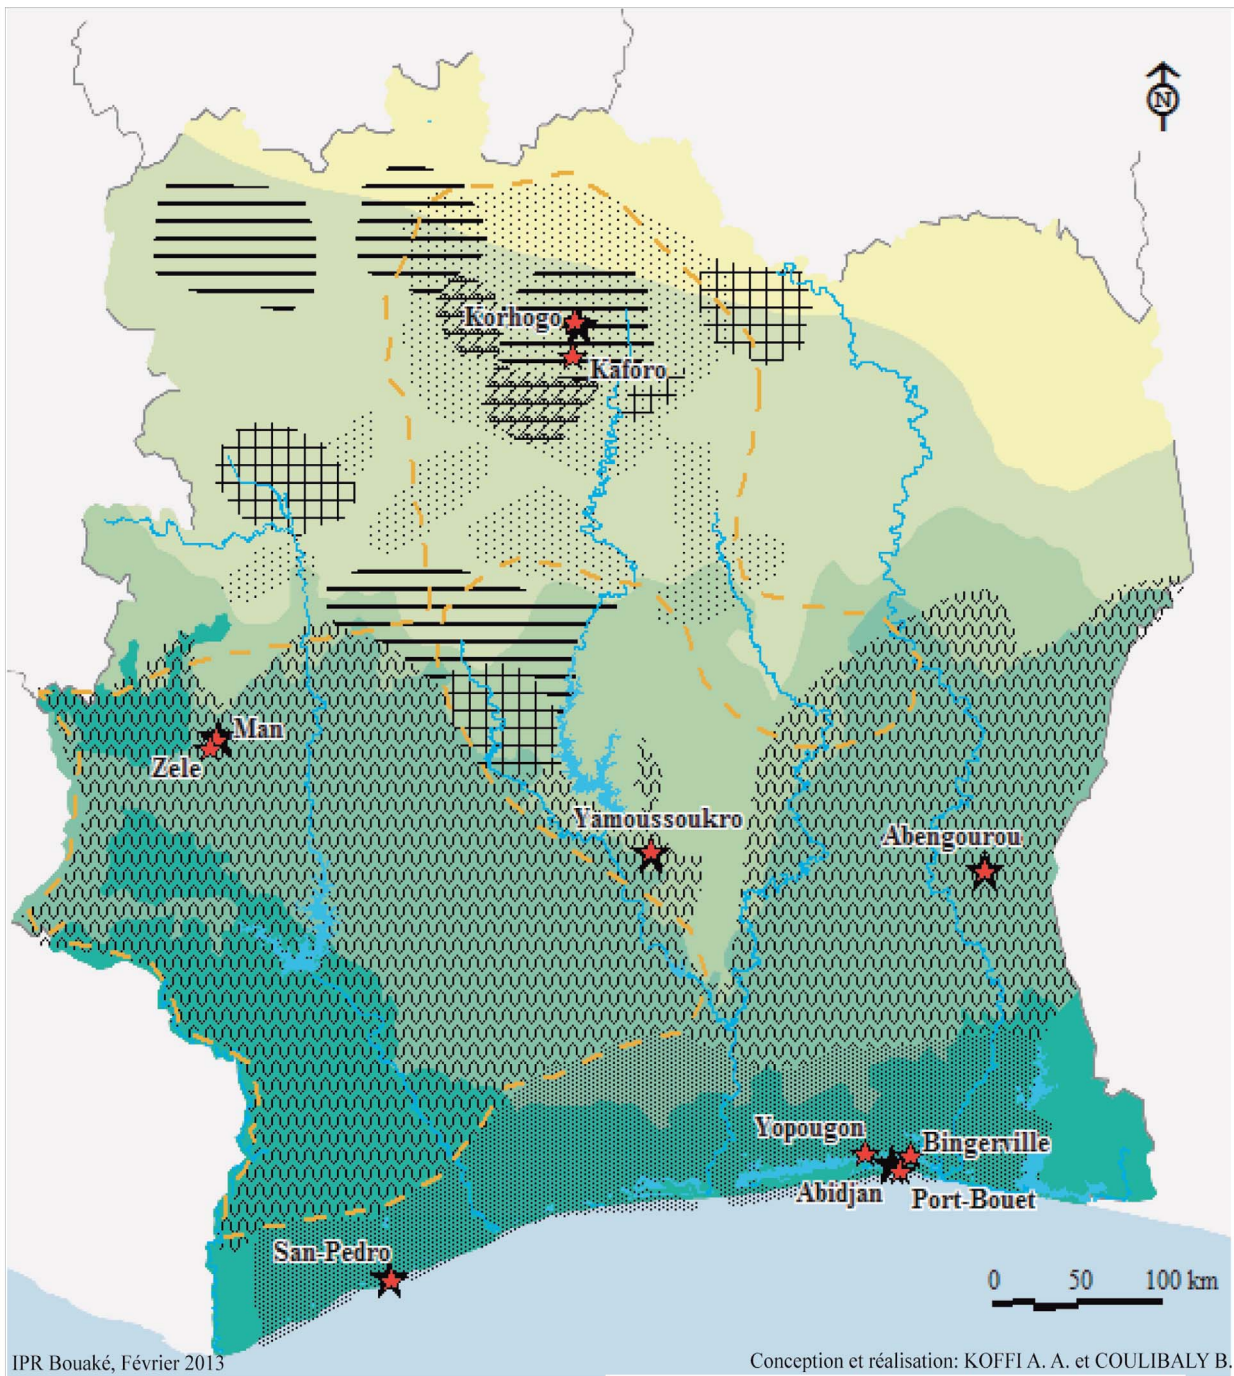 N
Korhogo
Kaforo
Man
Zele
Yamoussoukro
Abengourou
Yopougon
Bingerville
Abidjan
Port-Bouet
San-Pedro
0 50 100 km
IPR Bouaké, Février 2013
Conception et réalisation: KOFFI A. A. et COULIBALY B.